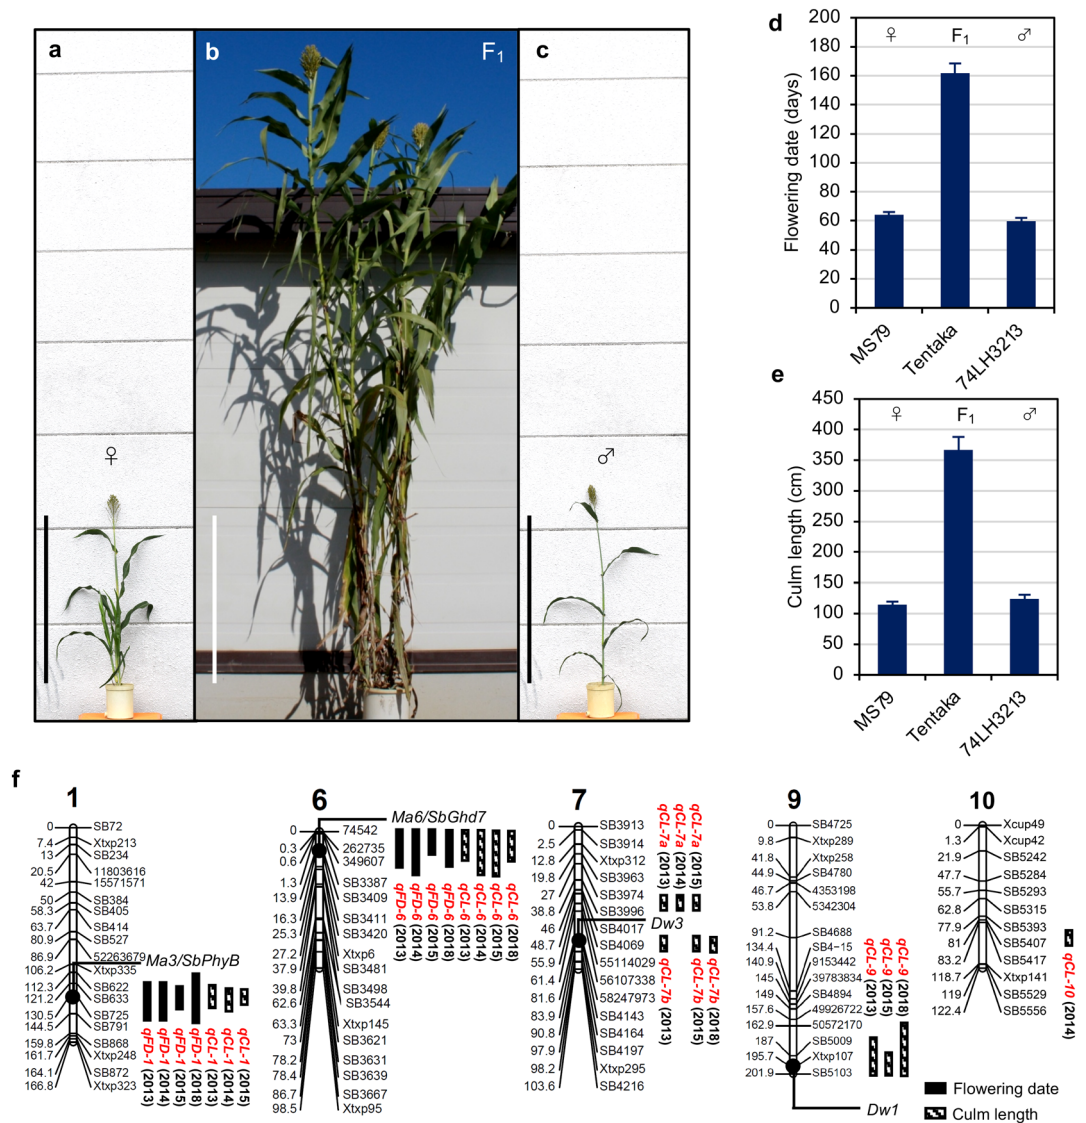 a
b
F1
c
♀
♂
d
Flowering date (days)
200
180
160
140
120
100
80
60
40
20
0
♀ F1 ♂
MS79
Tentaka
74LH3213
e
Culm length (cm)
450
400
350
300
250
200
150
100
50
0
♀ F1 ♂
MS79
Tentaka
74LH3213
f
1
0 SB72
7.4 Xtxp213
13 SB234
20.5 11803616
42 15571571
50 SB384
58.3 SB405
63.7 SB414
80.9 SB527
86.9 52263679
106.2 Xtxp335
112.3 SB622
121.2 SB633
130.5 SB725
144.5 SB791
159.8 SB868
161.7 Xtxp248
164.1 SB872
166.8 Xtxp323
Ma3/SbPhyB
qFD-1 (2013)
qFD-1 (2014)
qFD-1 (2015)
qFD-1 (2018)
qCL-1 (2013)
qCL-1 (2014)
qCL-1 (2015)
6
Ma6/SbGhd7
0 74542
0.3 262735
0.6 349607
1.3 SB3387
13.9 SB3409
16.3 SB3411
25.3 SB3420
27.2 Xtxp6
37.9 SB3481
39.8 SB3498
62.6 SB3544
63.3 Xtxp145
73 SB3621
78.2 SB3631
78.4 SB3639
86.7 SB3667
98.5 Xtxp95
qFD-6 (2013)
qFD-6 (2014)
qFD-6 (2015)
qFD-6 (2018)
qCL-6 (2013)
qCL-6 (2014)
qCL-6 (2015)
qCL-6 (2018)
7
0 SB3913
2.5 SB3914
12.8 Xtxp312
19.8 SB3963
27 SB3974
38.8 SB3996
46 SB4017
48.7 SB4069
55.9 55114029
61.4 56107338
81.6 58247973
83.9 SB4143
90.8 SB4164
97.9 SB4197
98.2 Xtxp295
103.6 SB4216
qCL-7a (2013)
qCL-7a (2014)
qCL-7a (2015)
Dw3
qCL-7b (2013)
qCL-7b (2015)
qCL-7b (2018)
9
0 SB4725
9.8 Xtxp289
41.8 Xtxp258
44.9 SB4780
46.7 4353198
53.8 5342304
91.2 SB4688
134.4 SB4-15
140.9 9153442
145 39783834
149 SB4894
157.6 49926722
162.9 50572170
187 SB5009
195.7 Xtxp107
201.9 SB5103
qCL-9 (2013)
qCL-9 (2015)
qCL-9 (2018)
Dw1
10
0 Xcup49
1.3 Xcup42
21.9 SB5242
47.7 SB5284
55.7 SB5293
62.8 SB5315
77.9 SB5393
81 SB5407
83.2 SB5417
118.7 Xtxp141
119 SB5529
122.4 SB5556
qCL-10 (2014)
Flowering date
Culm length